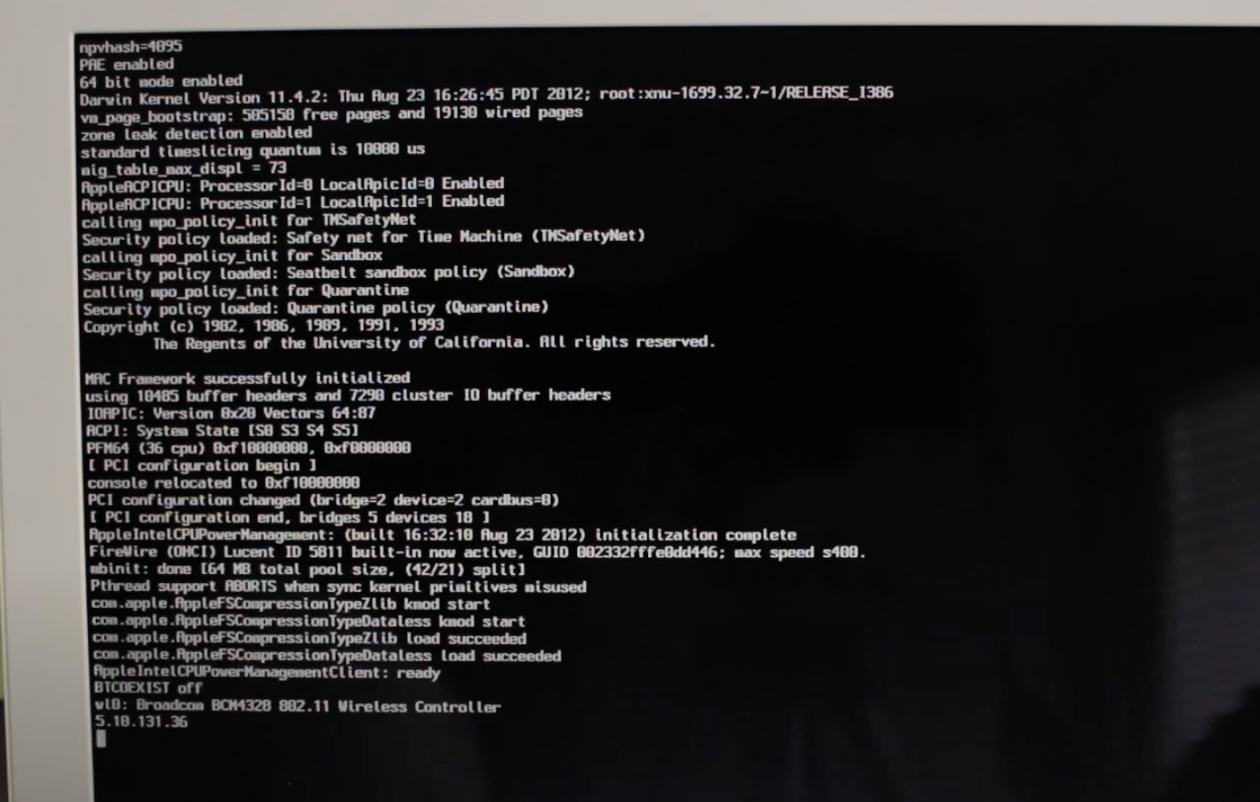 npvhash=4095
PAE enabled
64 bit mode enabled
Darwin Kernel Version 11.4.2: Thu Aug 23 16:26:45 PDT 2012; root:xnu-1699.32.7~1/RELEASE_I386
vm_page_bootstrap: 505150 free pages and 19130 wired pages
zone leak detection enabled
standard timeslicing quantum is 10000 us
mig_table_max_displ = 73
AppleACPICPU: ProcessorId=0 LocalApicId=0 Enabled
AppleACPICPU: ProcessorId=1 LocalApicId=1 Enabled
calling mpo_policy_init for TMSafetyNet
Security policy loaded: Safety net for Time Machine (TMSafetyNet)
calling mpo_policy_init for Sandbox
Security policy loaded: Seatbelt sandbox policy (Sandbox)
calling mpo_policy_init for Quarantine
Security policy loaded: Quarantine policy (Quarantine)
Copyright (c) 1982, 1986, 1989, 1991, 1993
The Regents of the University of California. All rights reserved.
MAC Framework successfully initialized
using 10485 buffer headers and 7290 cluster IO buffer headers
IOAPIC: Version 0x20 Vectors 64:87
ACPI: System State [S0 S3 S4 S5]
PFM64 (36 cpu) 0xf10000000, 0xf0000000
[ PCI configuration begin ]
console relocated to 0xf10000000
PCI configuration changed (bridge=2 device=2 cardbus=0)
[ PCI configuration end, bridges 5 devices 18 ]
AppleIntelCPUPowerManagement: (built 16:32:10 Aug 23 2012) initialization complete
FireWire (OHCI) Lucent ID 5811 built-in now active, GUID 002332fffe0dd446; max speed s400.
mbinit: done [64 MB total pool size, (42/21) split]
Pthread support ABORTS when sync kernel primitives misused
com.apple.AppleFSCompressionTypeZlib kmod start
com.apple.AppleFSCompressionTypeDataless kmod start
com.apple.AppleFSCompressionTypeZlib load succeeded
com.apple.AppleFSCompressionTypeDataless load succeeded
AppleIntelCPUPowerManagementClient: ready
BTCOEXIST off
wl0: Broadcom BCM4328 802.11 Wireless Controller
5.10.131.36